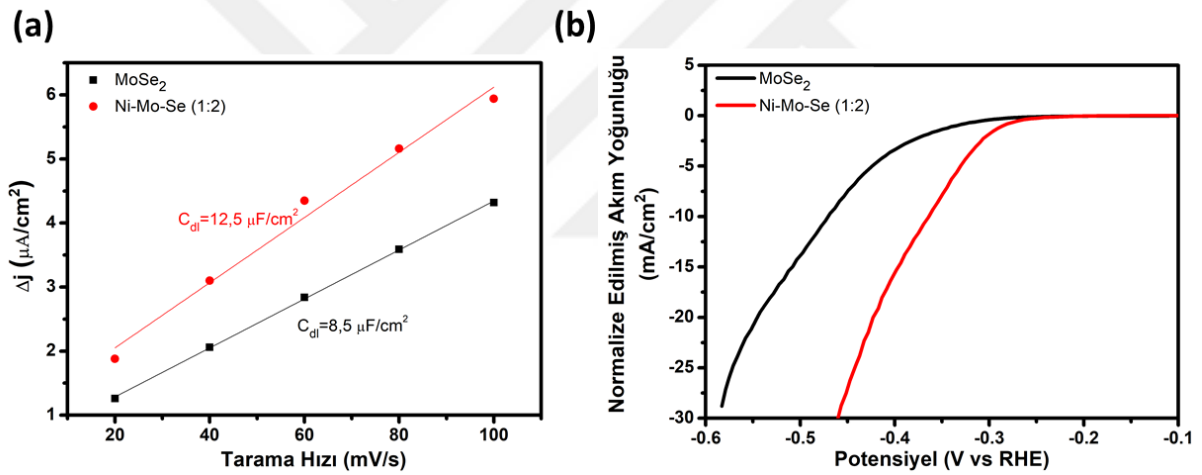 (a)
MoSe2
Ni-Mo-Se (1:2)
Cdl=12,5 μF/cm2
Cdl=8,5 μF/cm2
Δj (μA/cm2)
6
5
4
3
2
1
20 40 60 80 100
Tarama Hızı (mV/s)
(b)
MoSe2
Ni-Mo-Se (1:2)
Normalize Edilmiş Akım Yoğunluğu
(mA/cm2)
5
0
-5
-10
-15
-20
-25
-30
-0.6 -0.5 -0.4 -0.3 -0.2 -0.1
Potansiyel (V vs RHE)